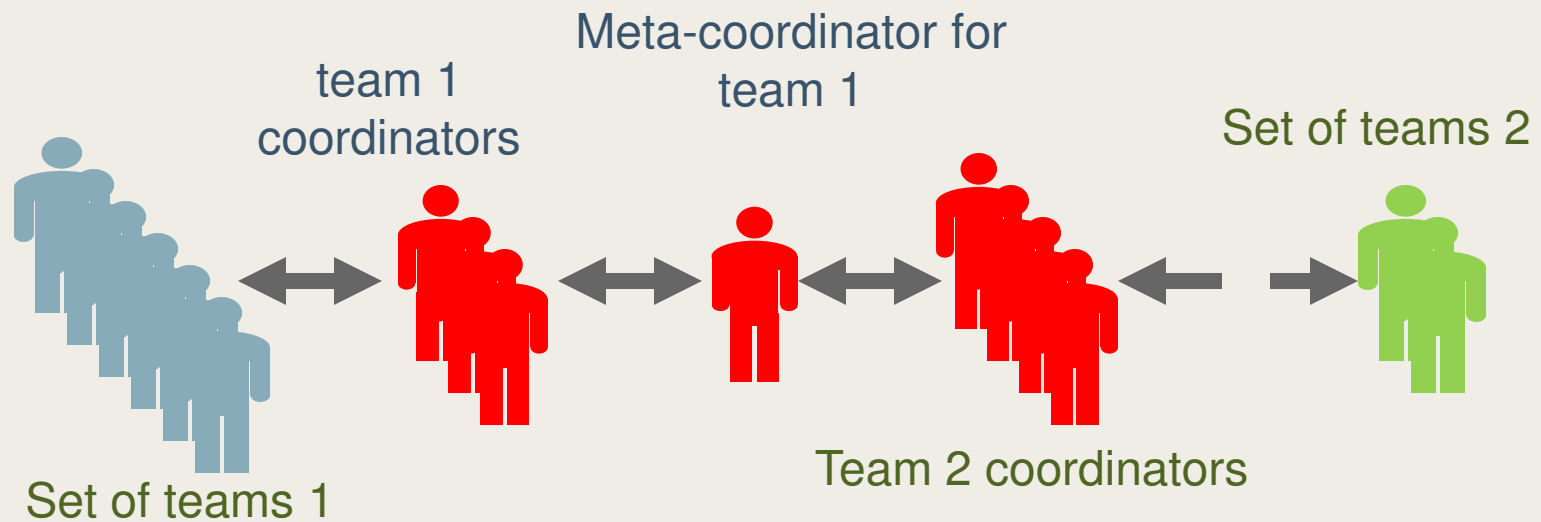 Meta-coordinator for
team 1
team 1
coordinators
Set of teams 2
Team 2 coordinators
Set of teams 1